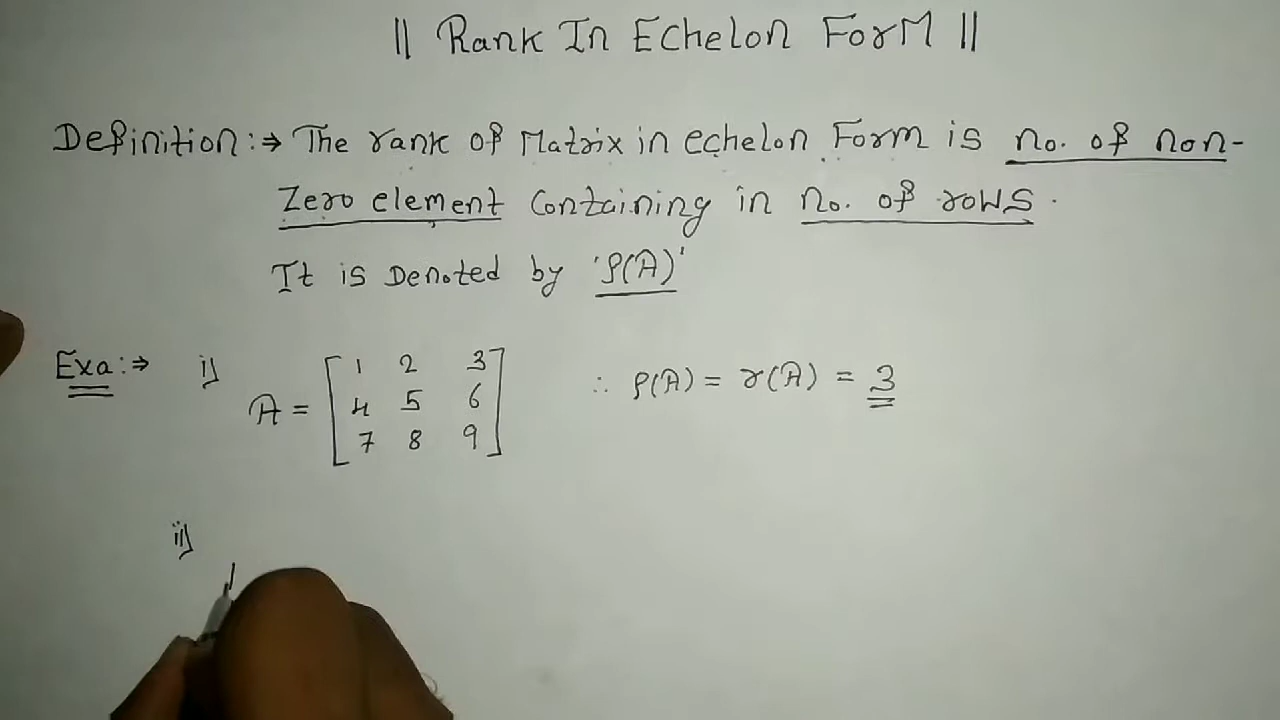 || Rank In Echelon Form ||
Definition :⇒ The rank of Matrix in echelon Form is no. of non-
Zero element Containing in no. of rows.
It is Denoted by 'ρ(A)'
Exa :⇒ i)
A = [ 1 2 3
4 5 6
7 8 9 ]
∴ ρ(A) = r(A) = 3
ii)